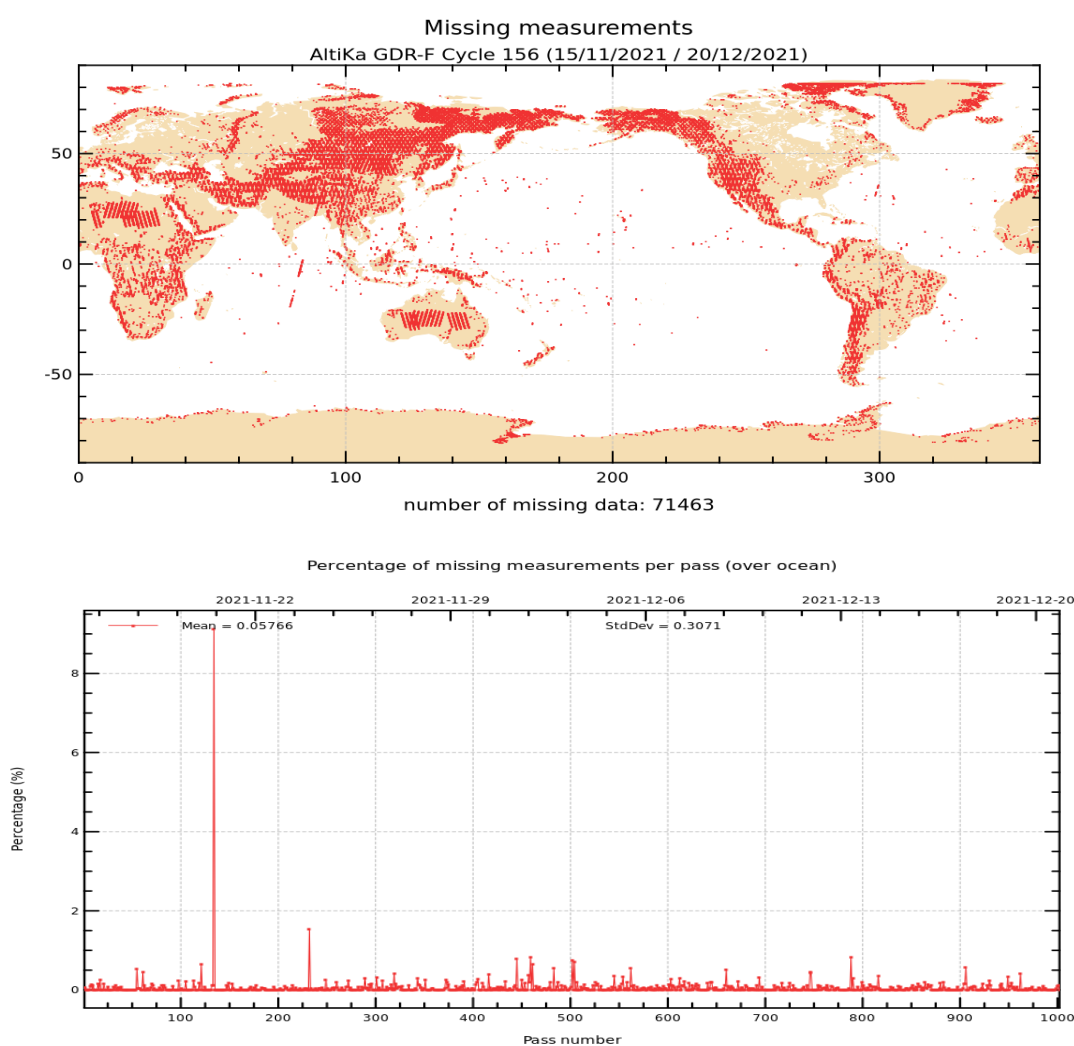 Missing measurements
AltiKa GDR-F Cycle 156 (15/11/2021 / 20/12/2021)
50
0
-50
0 100 200 300
number of missing data: 71463
Percentage of missing measurements per pass (over ocean)
2021-11-22 2021-11-29 2021-12-06 2021-12-13 2021-12-20
Mean = 0.05766 StdDev = 0.3071
8
6
4
2
0
Percentage (%)
100 200 300 400 500 600 700 800 900 1000
Pass number